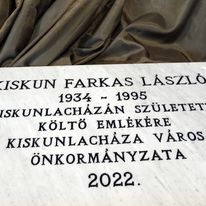 KISKUN FARKAS LÁSZLÓ
1934 - 1995
KISKUNLACHÁZÁN SZÜLETETT
KÖLTŐ EMLÉKÉRE
KISKUNLACHÁZA VÁROS
ÖNKORMÁNYZATA
2022.